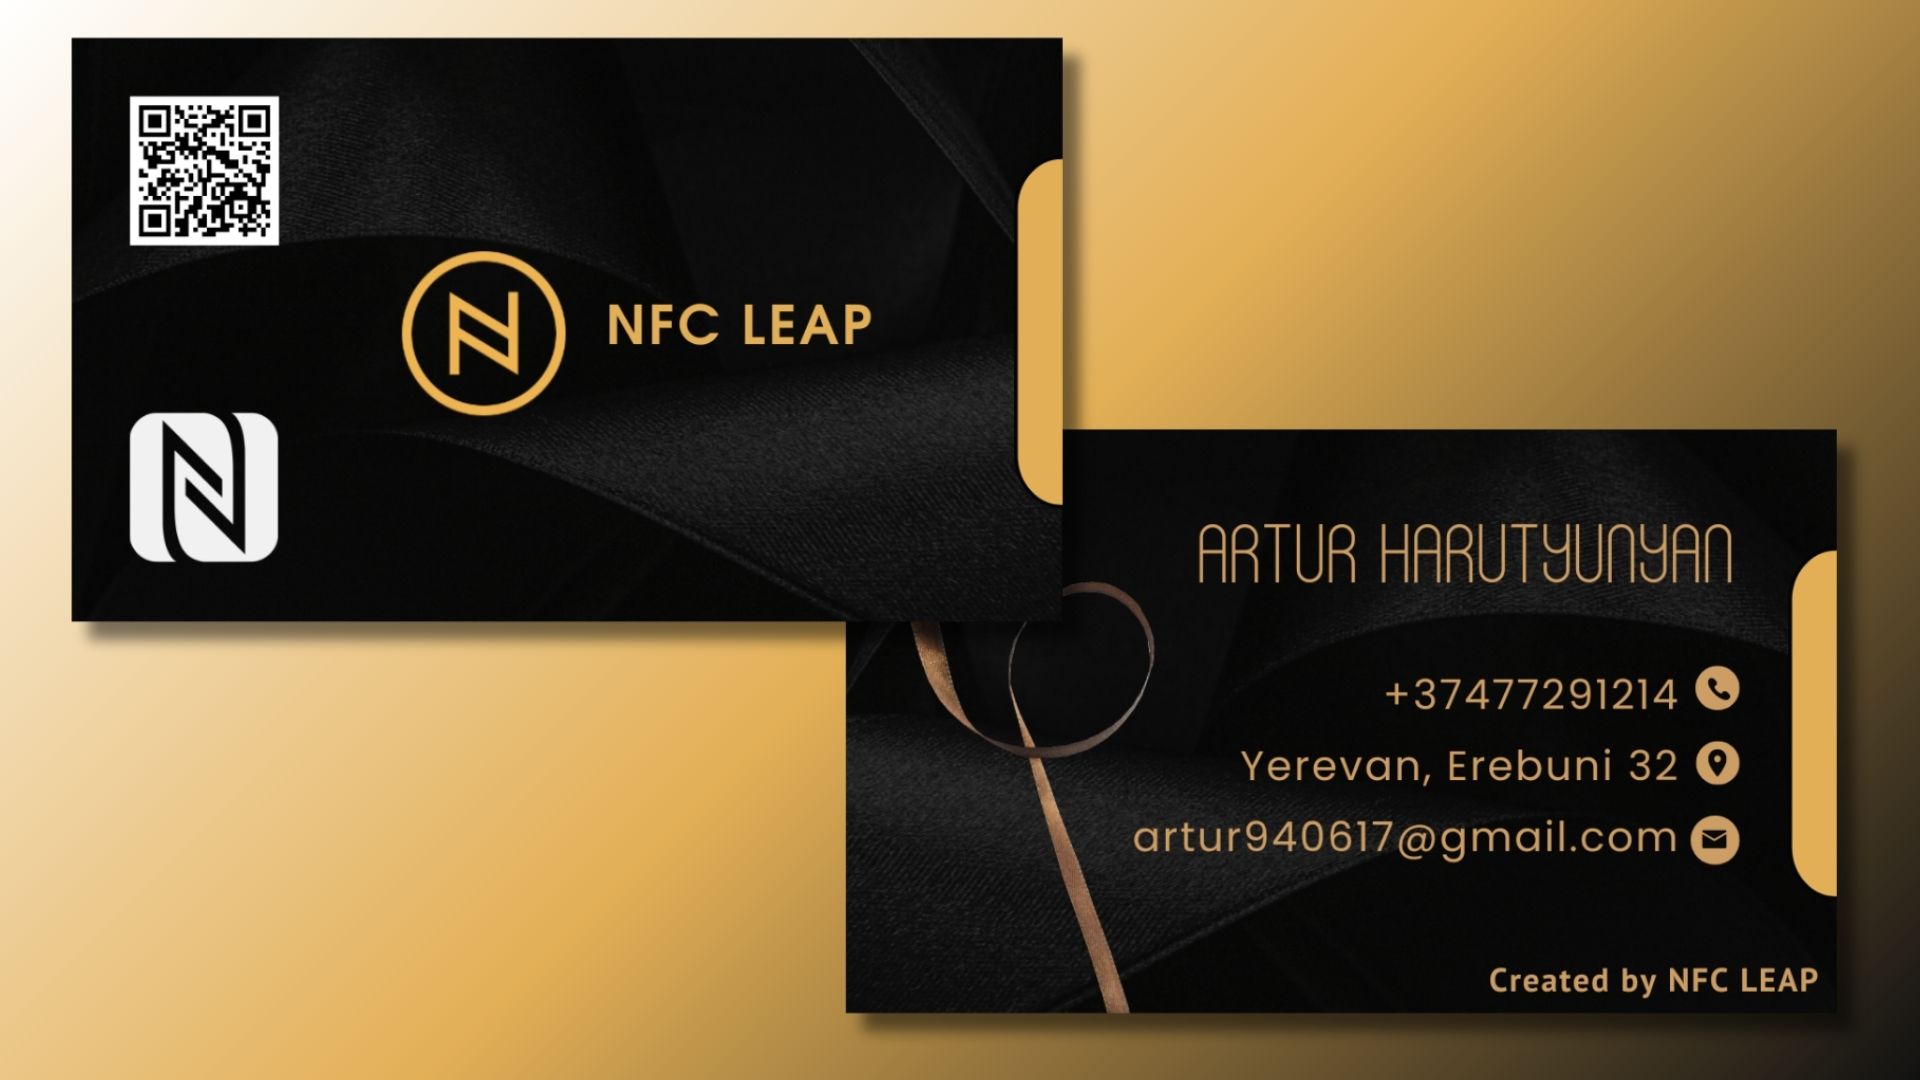 NFC LEAP
ARTUR HARUTYUNYAN
+37477291214
Yerevan, Erebuni 32
artur940617@gmail.com
Created by NFC LEAP